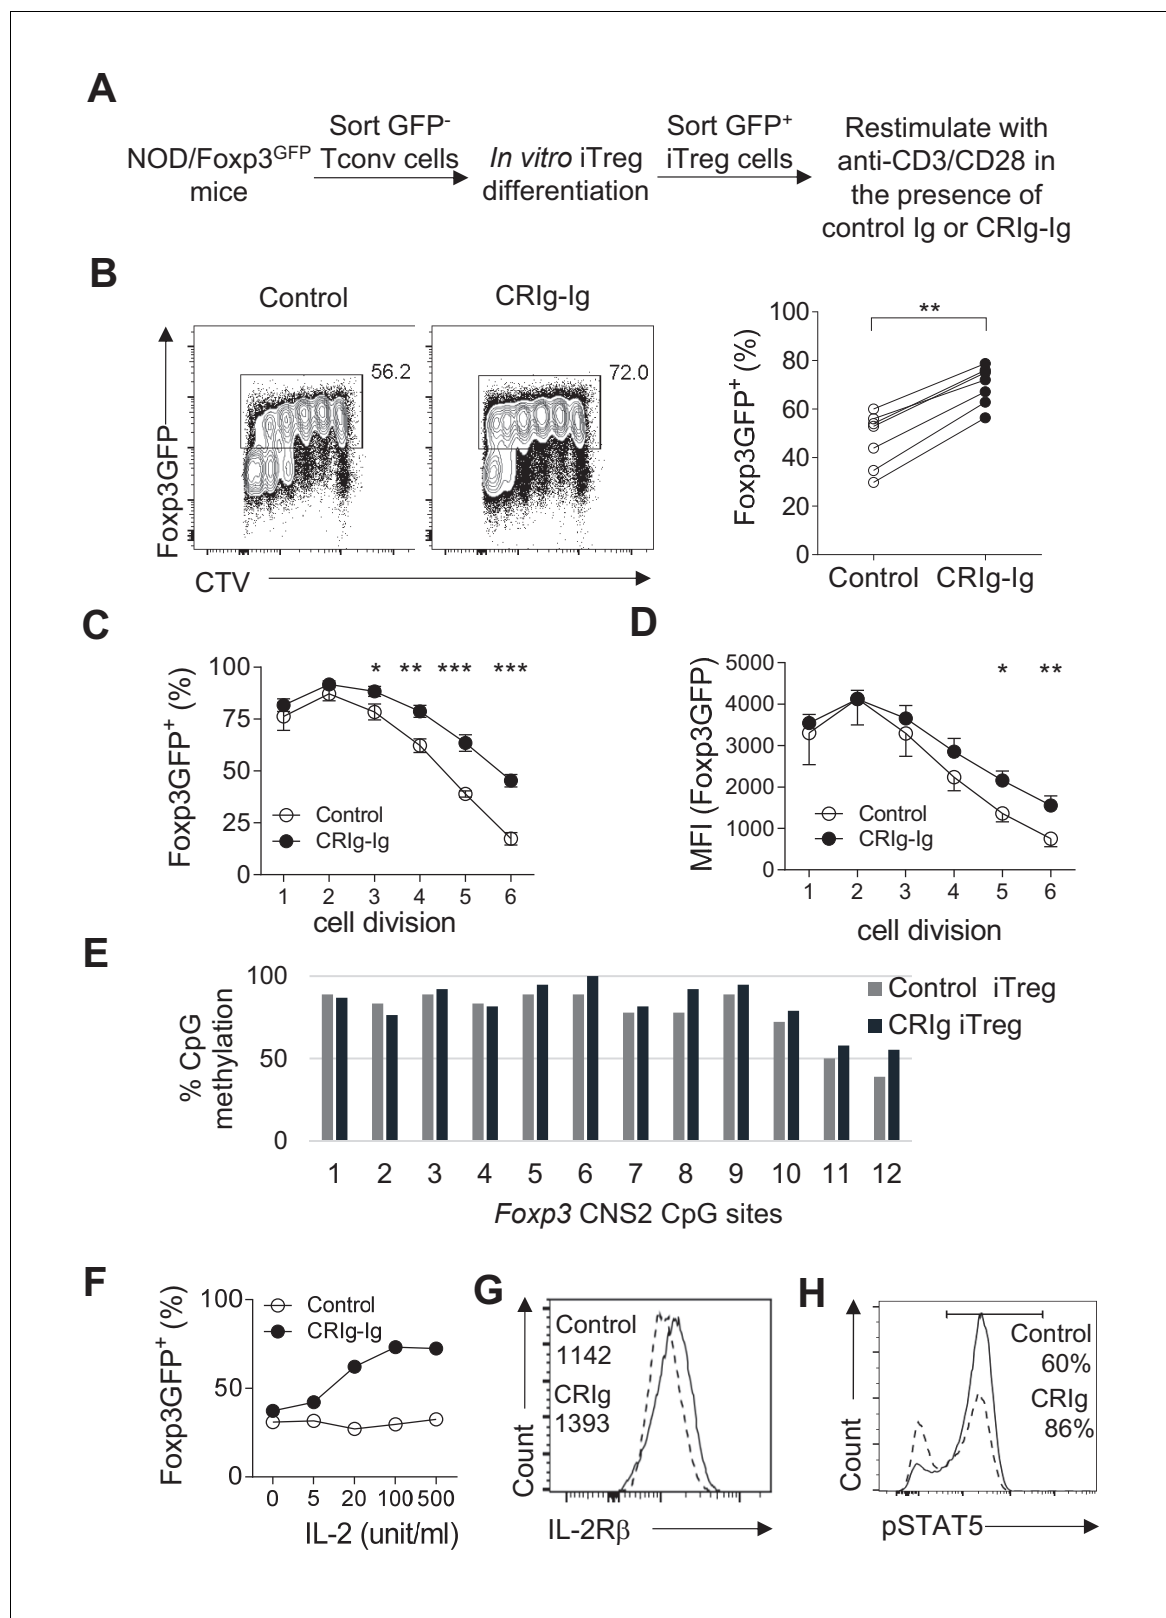 A
NOD/Foxp3GFP
mice
Sort GFP-
Tconv cells
In vitro iTreg
differentiation
Sort GFP+
iTreg cells
Restimulate with
anti-CD3/CD28 in
the presence of
control Ig or CRIg-Ig
B
Control
CRIg-Ig
56.2
72.0
Foxp3GFP
CTV
**
100
80
60
40
20
0
Foxp3GFP+ (%)
Control CRIg-Ig
C
* ** *** ***
100
75
50
25
0
Foxp3GFP+ (%)
Control
CRIg-Ig
1 2 3 4 5 6
cell division
D
* **
5000
4000
3000
2000
1000
0
MFI (Foxp3GFP)
Control
CRIg-Ig
1 2 3 4 5 6
cell division
E
100
50
0
% CpG
methylation
Control iTreg
CRIg iTreg
1 2 3 4 5 6 7 8 9 10 11 12
Foxp3 CNS2 CpG sites
F
100
50
0
Foxp3GFP+ (%)
Control
CRIg-Ig
0 5 20 100 500
IL-2 (unit/ml)
G
Control
1142
CRIg
1393
Count
IL-2Rβ
H
Control
60%
CRIg
86%
Count
pSTAT5